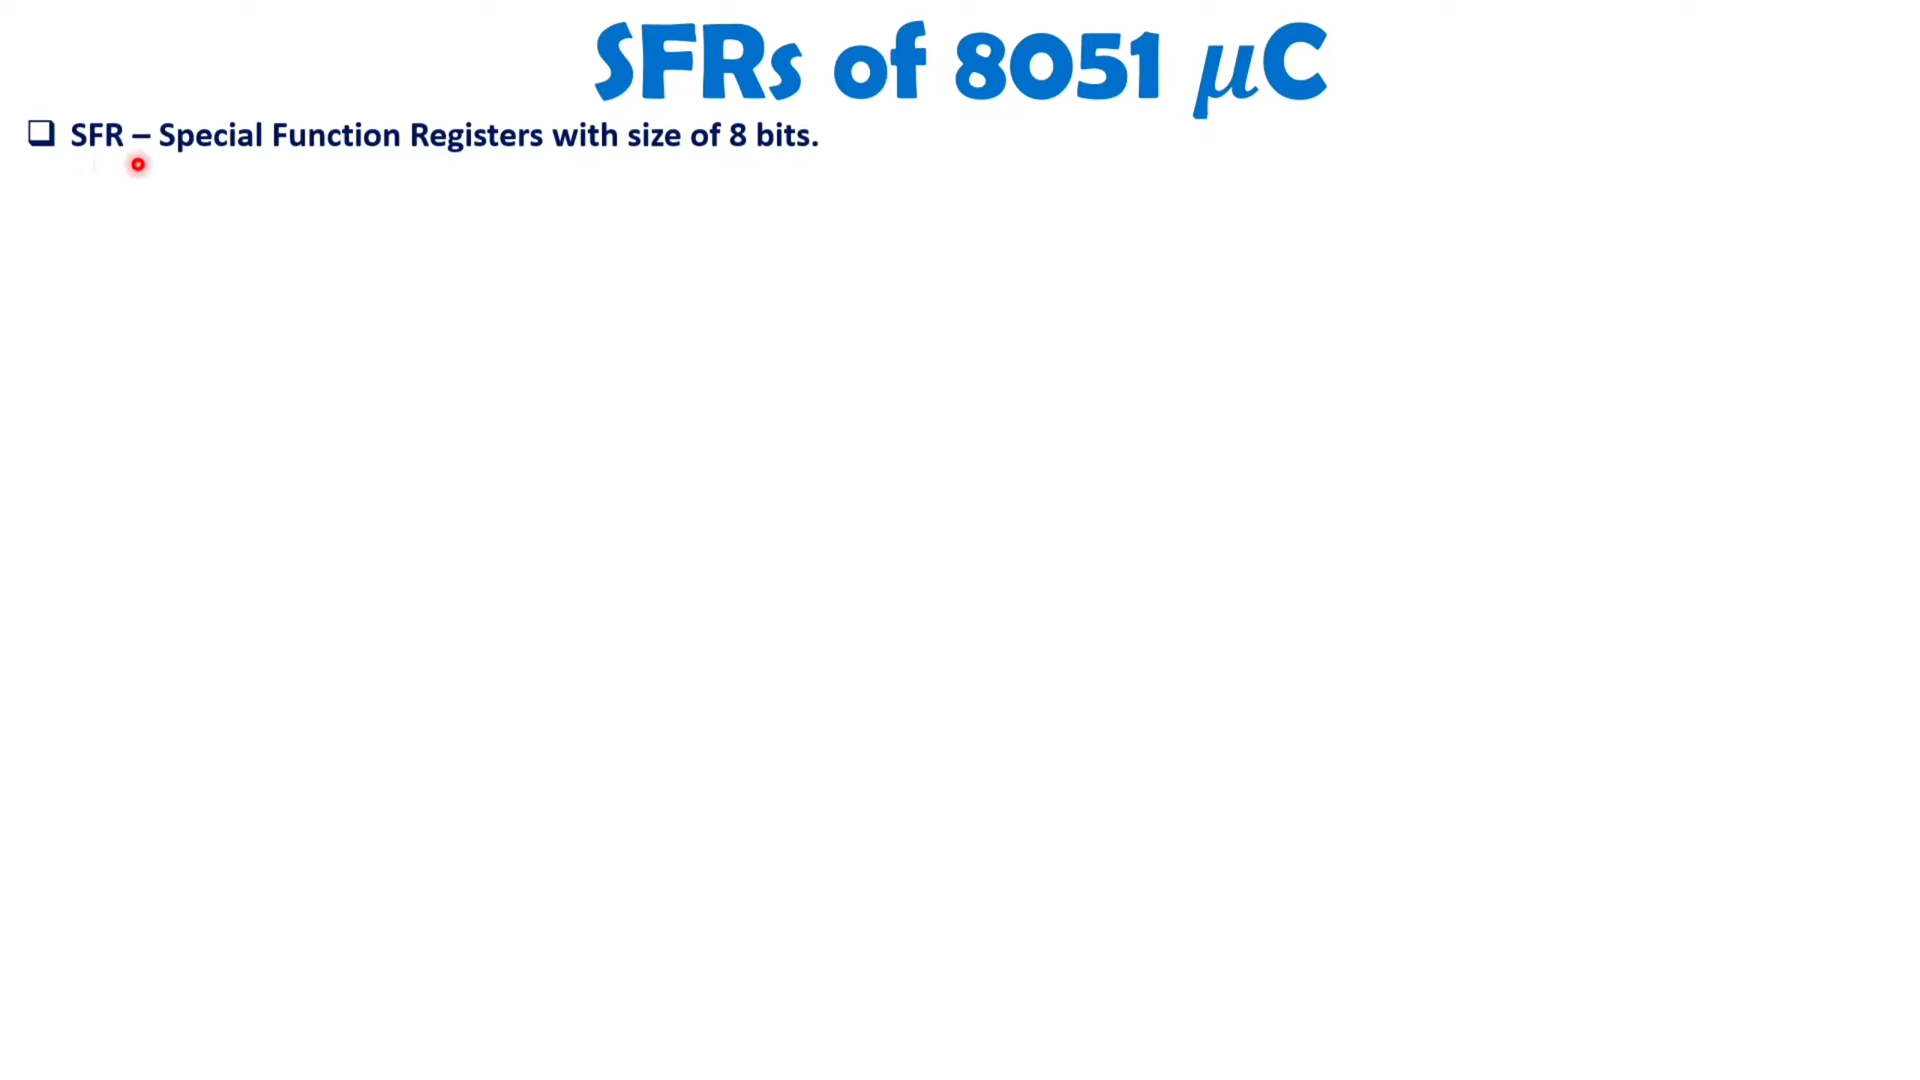 SFRs of 8051 𝜇C
❑ SFR – Special Function Registers with size of 8 bits.